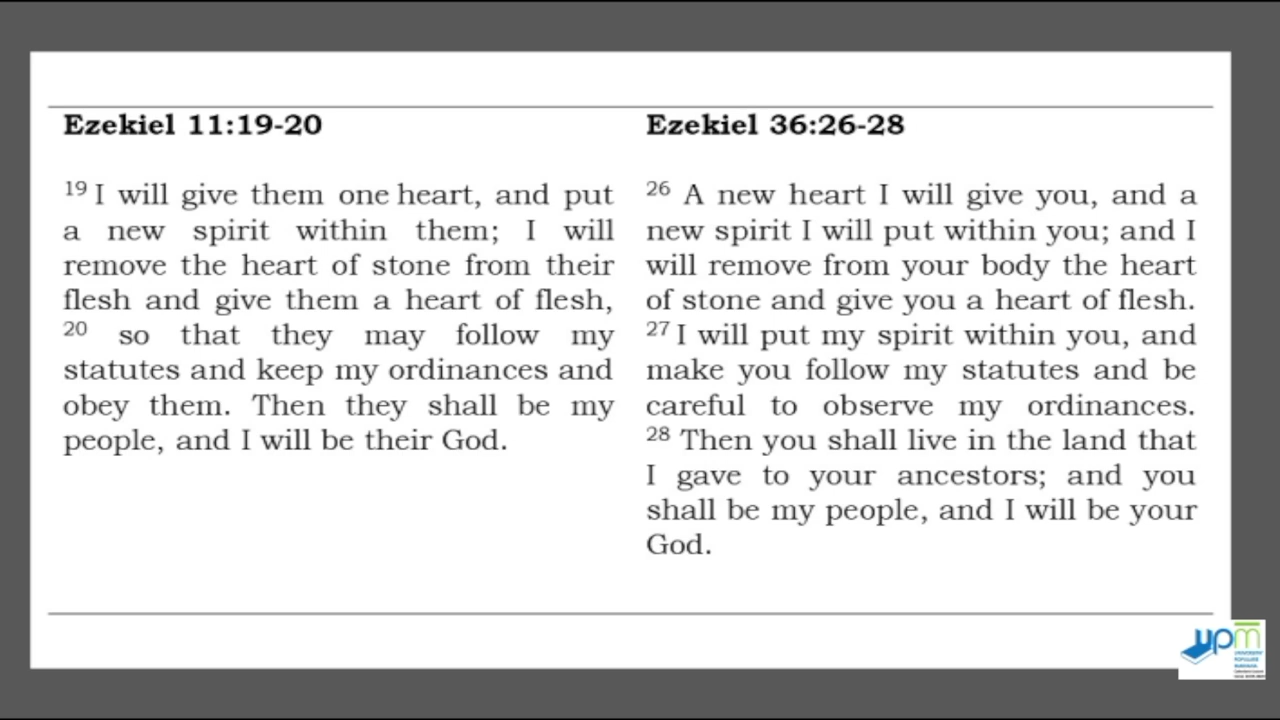 Ezekiel 11:19-20
19 I will give them one heart, and put
a new spirit within them; I will
remove the heart of stone from their
flesh and give them a heart of flesh,
20 so that they may follow my
statutes and keep my ordinances and
obey them. Then they shall be my
people, and I will be their God.
Ezekiel 36:26-28
26 A new heart I will give you, and a
new spirit I will put within you; and I
will remove from your body the heart
of stone and give you a heart of flesh.
27 I will put my spirit within you, and
make you follow my statutes and be
careful to observe my ordinances.
28 Then you shall live in the land that
I gave to your ancestors; and you
shall be my people, and I will be your
God.
upm